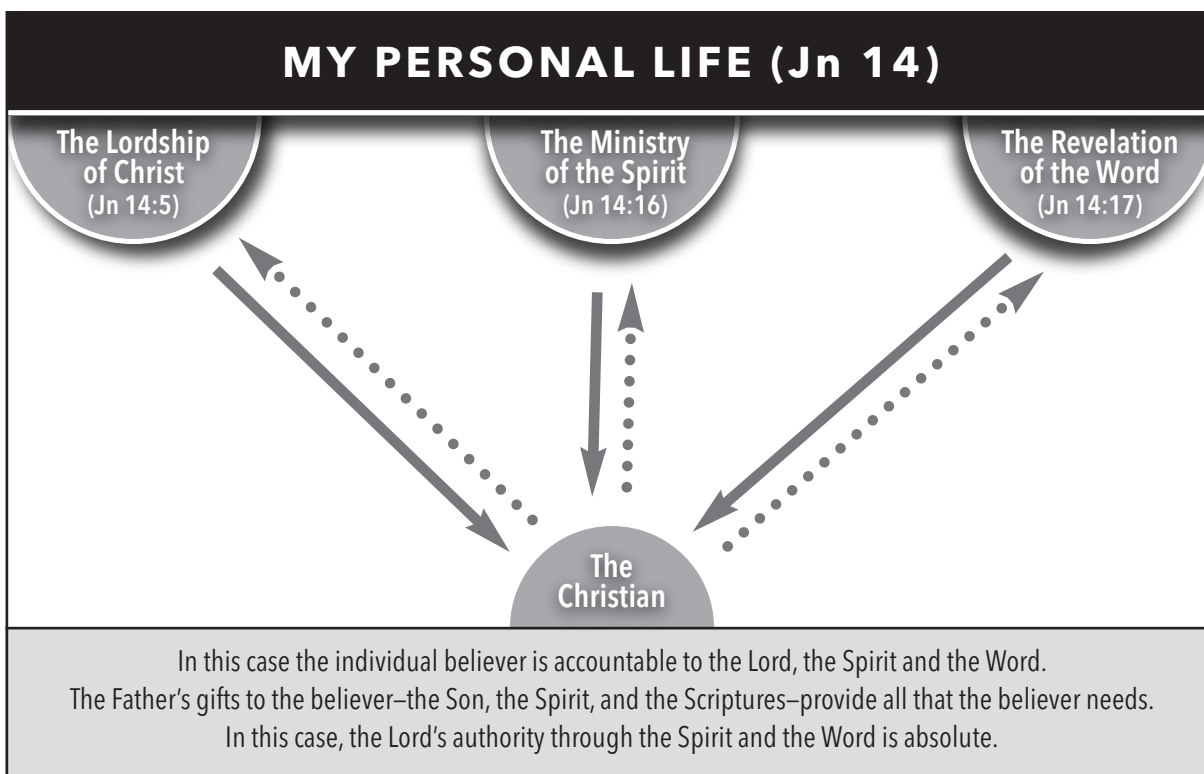 MY PERSONAL LIFE (Jn 14)
The Lordship
of Christ
(Jn 14:5)
The Ministry
of the Spirit
(Jn 14:16)
The Revelation
of the Word
(Jn 14:17)
The
Christian
In this case the individual believer is accountable to the Lord, the Spirit and the Word.
The Father’s gifts to the believer–the Son, the Spirit, and the Scriptures–provide all that the believer needs.
In this case, the Lord’s authority through the Spirit and the Word is absolute.